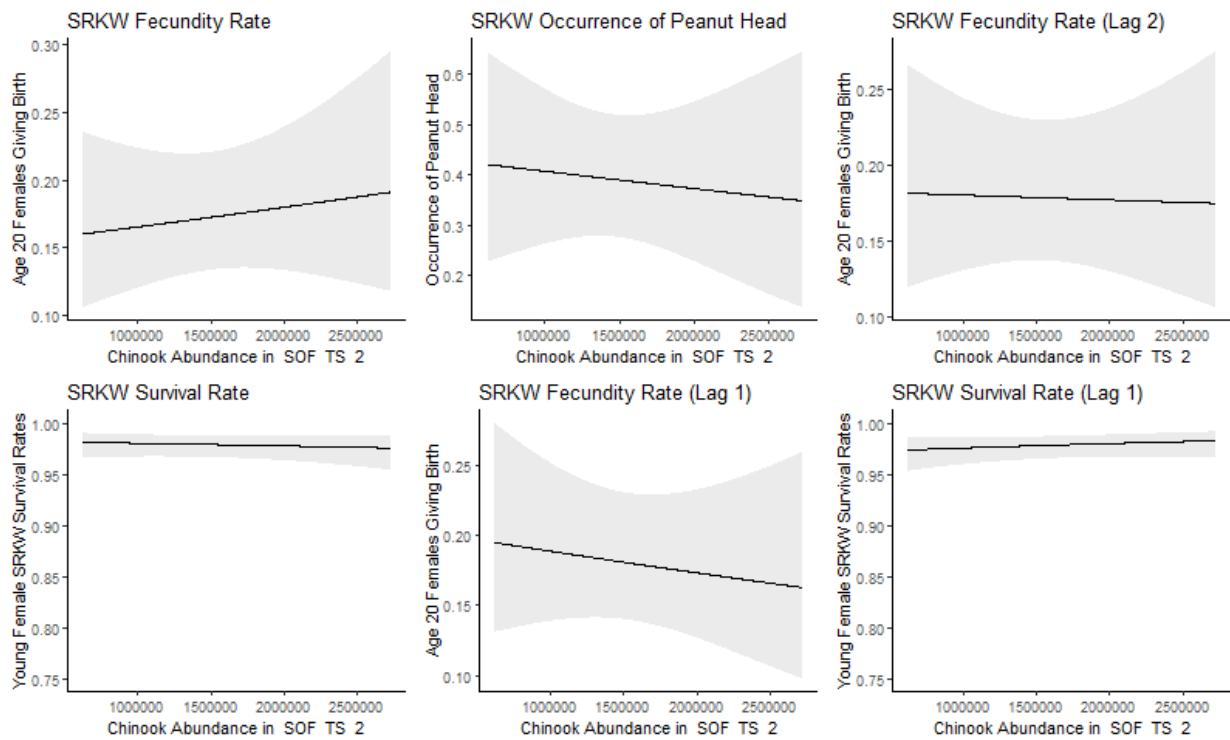 SRKW Fecundity Rate
Age 20 Females Giving Birth
0.30
0.25
0.20
0.15
0.10
1000000 1500000 2000000 2500000
Chinook Abundance in SOF TS 2
SRKW Occurrence of Peanut Head
Occurrence of Peanut Head
0.6
0.5
0.4
0.3
0.2
1000000 1500000 2000000 2500000
Chinook Abundance in SOF TS 2
SRKW Fecundity Rate (Lag 2)
Age 20 Females Giving Birth
0.25
0.20
0.15
0.10
1000000 1500000 2000000 2500000
Chinook Abundance in SOF TS 2
SRKW Survival Rate
Young Female SRKW Survival Rates
1.00
0.95
0.90
0.85
0.80
0.75
1000000 1500000 2000000 2500000
Chinook Abundance in SOF TS 2
SRKW Fecundity Rate (Lag 1)
Age 20 Females Giving Birth
0.25
0.20
0.15
0.10
1000000 1500000 2000000 2500000
Chinook Abundance in SOF TS 2
SRKW Survival Rate (Lag 1)
Young Female SRKW Survival Rates
1.00
0.95
0.90
0.85
0.80
0.75
1000000 1500000 2000000 2500000
Chinook Abundance in SOF TS 2